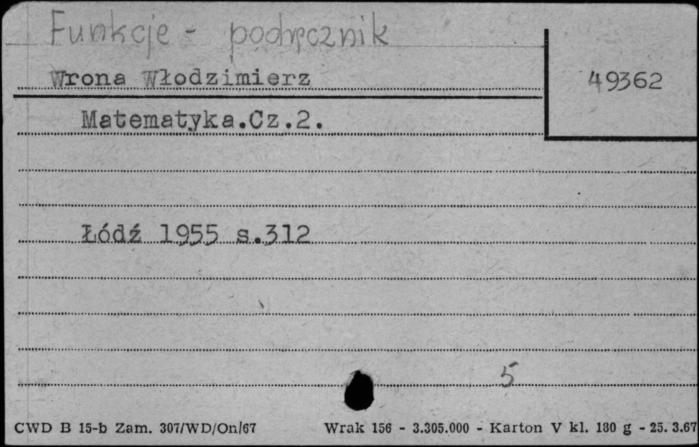 Funkcje - podręcznik
Wrona Włodzimierz
49362
Matematyka.Cz.2.
Łódź 1955 s.312
5
CWD B 15-b Zam. 307/WD/On/67 Wrak 156 - 3.305.000 - Karton V kl. 180 g - 25. 3.67